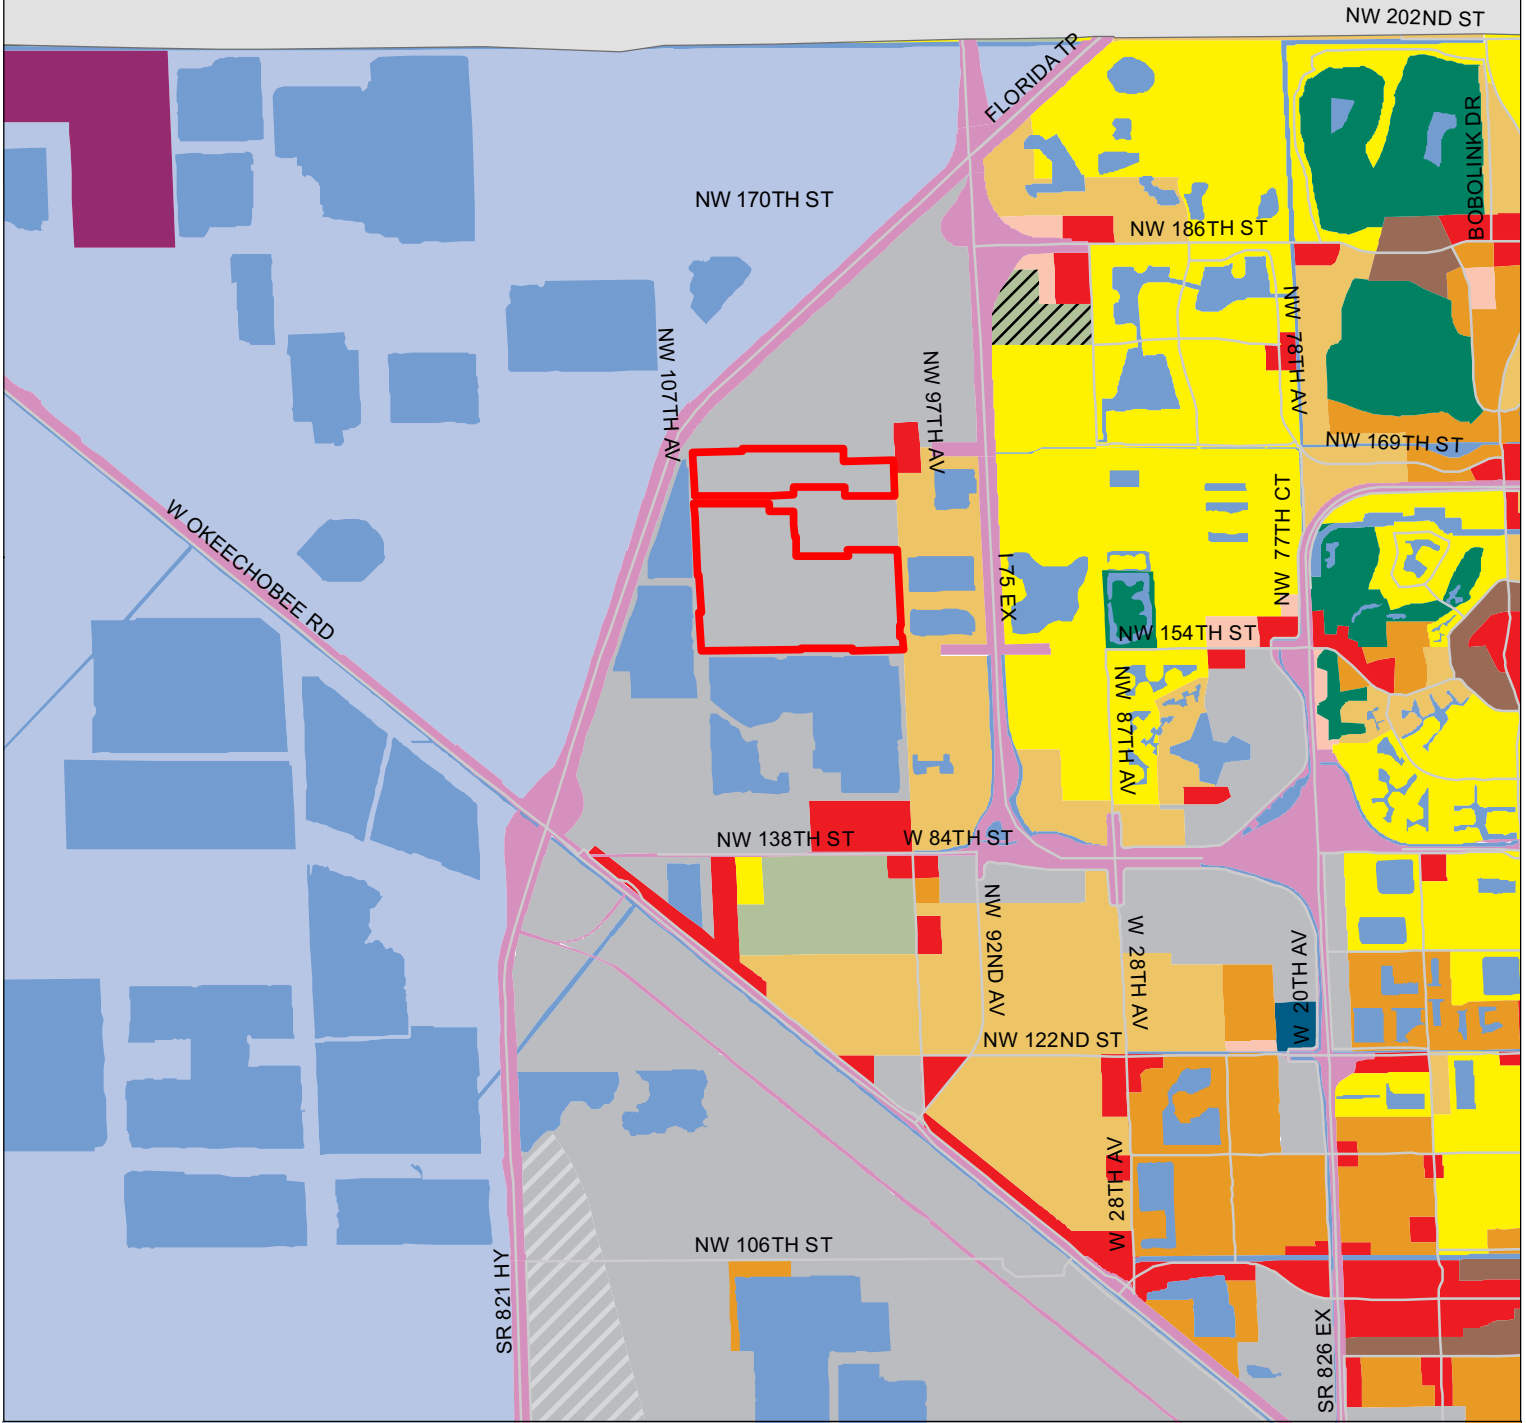 NW 202ND ST
FLORIDA TP
BOBOLINK DR
NW 170TH ST
NW 186TH ST
NW 107TH AV
NW 97TH AV
NW 78TH AV
NW 169TH ST
W OKEECHOBEE RD
NW 77TH CT
I 75 EX
NW 154TH ST
NW 87TH AV
NW 138TH ST
W 84TH ST
NW 92ND AV
W 28TH AV
W 20TH AV
NW 122ND ST
W 28TH AV
NW 106TH ST
SR 821 HY
SR 826 EX